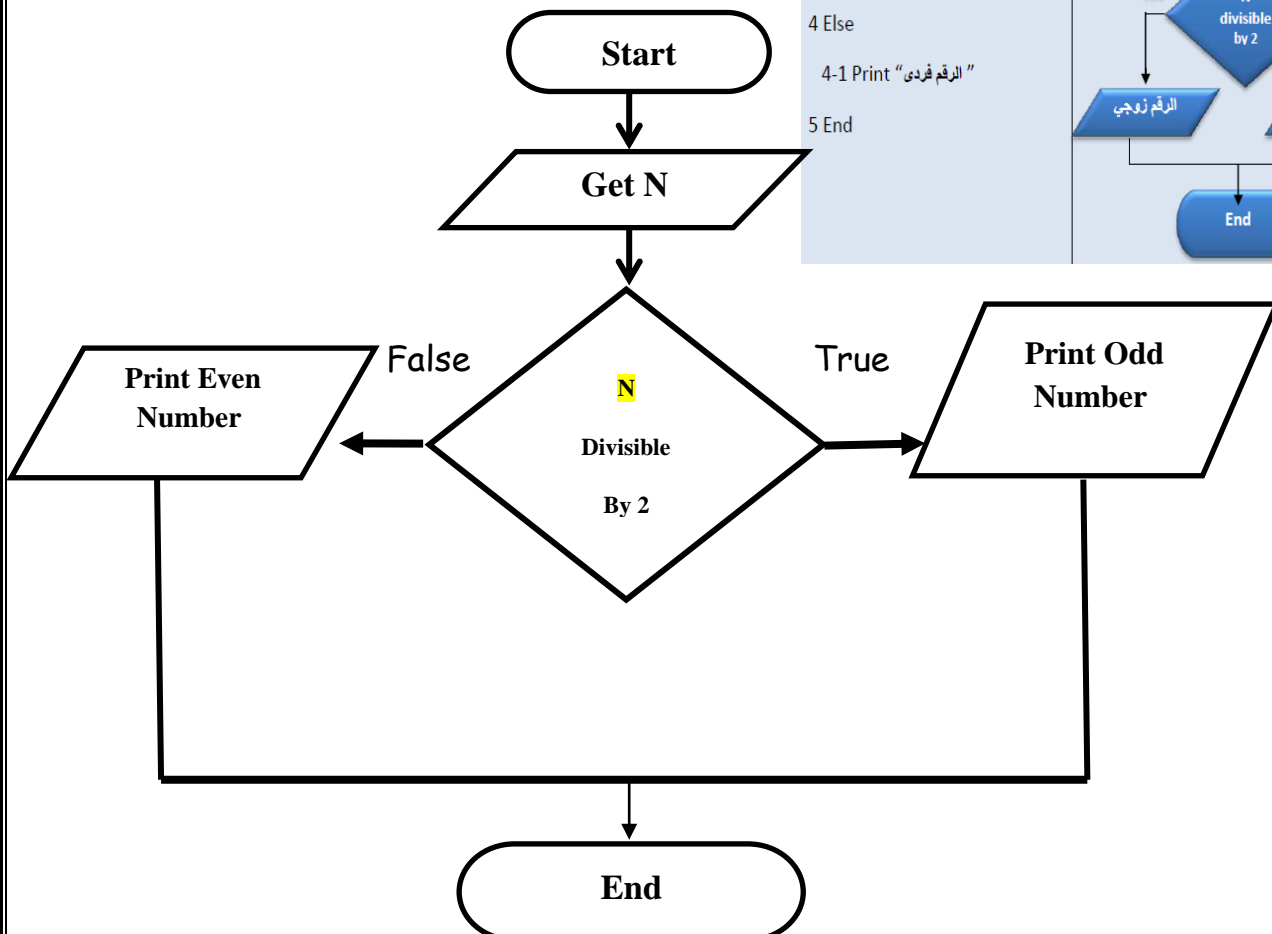 Start
Get N
False
True
N
Divisible
By 2
Print Even
Number
Print Odd
Number
End
4 Else
4-1 Print “الرقم فردى”
5 End
divisible
by 2
الرقم زوجي
End